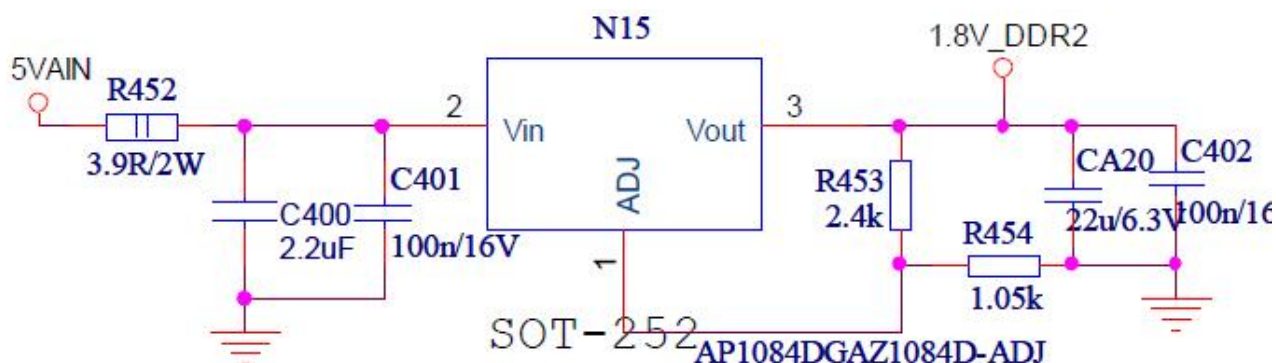 N15
1.8V_DDR2
5VAIN
R452
2
3
Vin
Vout
3.9R/2W
C401
CA20
C402
ADJ
R453
2.4k
C400
2.2uF
100n/16V
22u/6.3V
100n/16
R454
1
1.05k
SOT-252
AP1084DGAZ1084D-ADJ